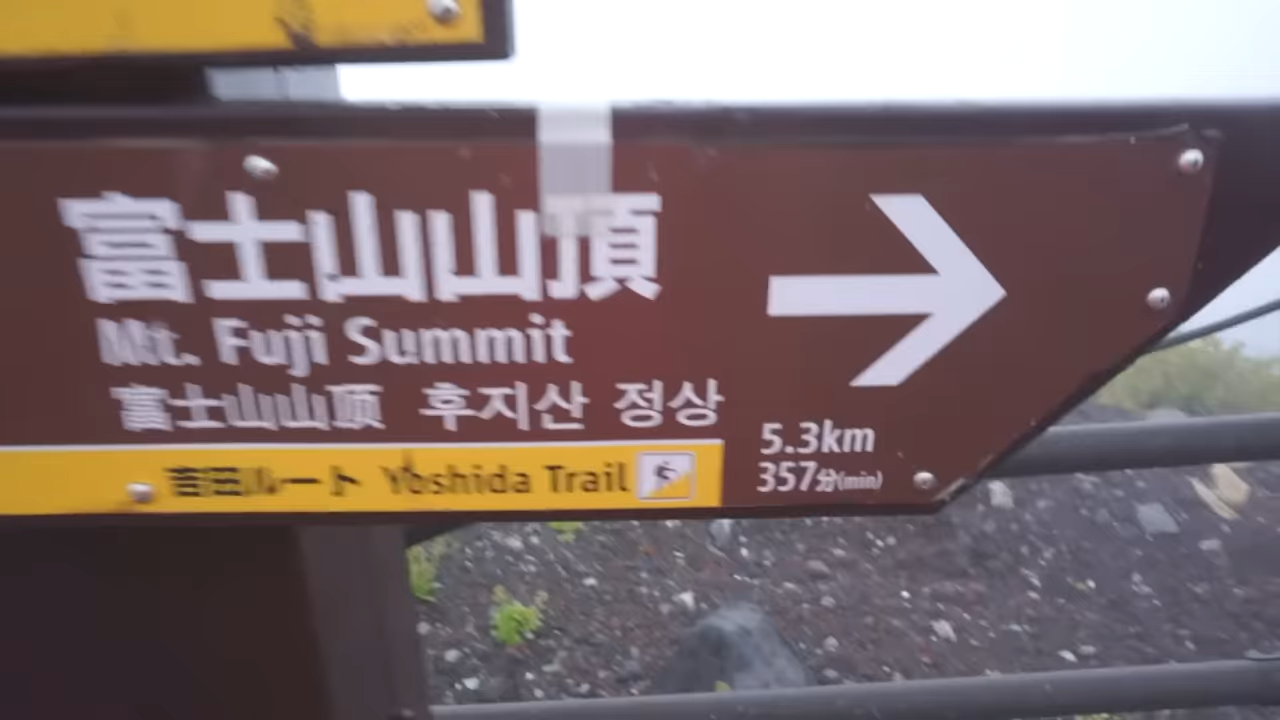 富士山山頂
Mt. Fuji Summit
富士山山顶 후지산 정상
吉田ルート Yoshida Trail
5.3km
357分(min)